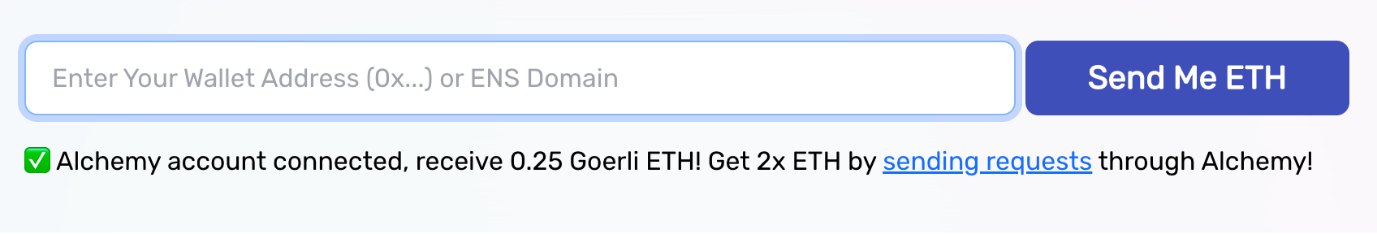 Enter Your Wallet Address (0x...) or ENS Domain
Send Me ETH
✅ Alchemy account connected, receive 0.25 Goerli ETH! Get 2x ETH by sending requests through Alchemy!